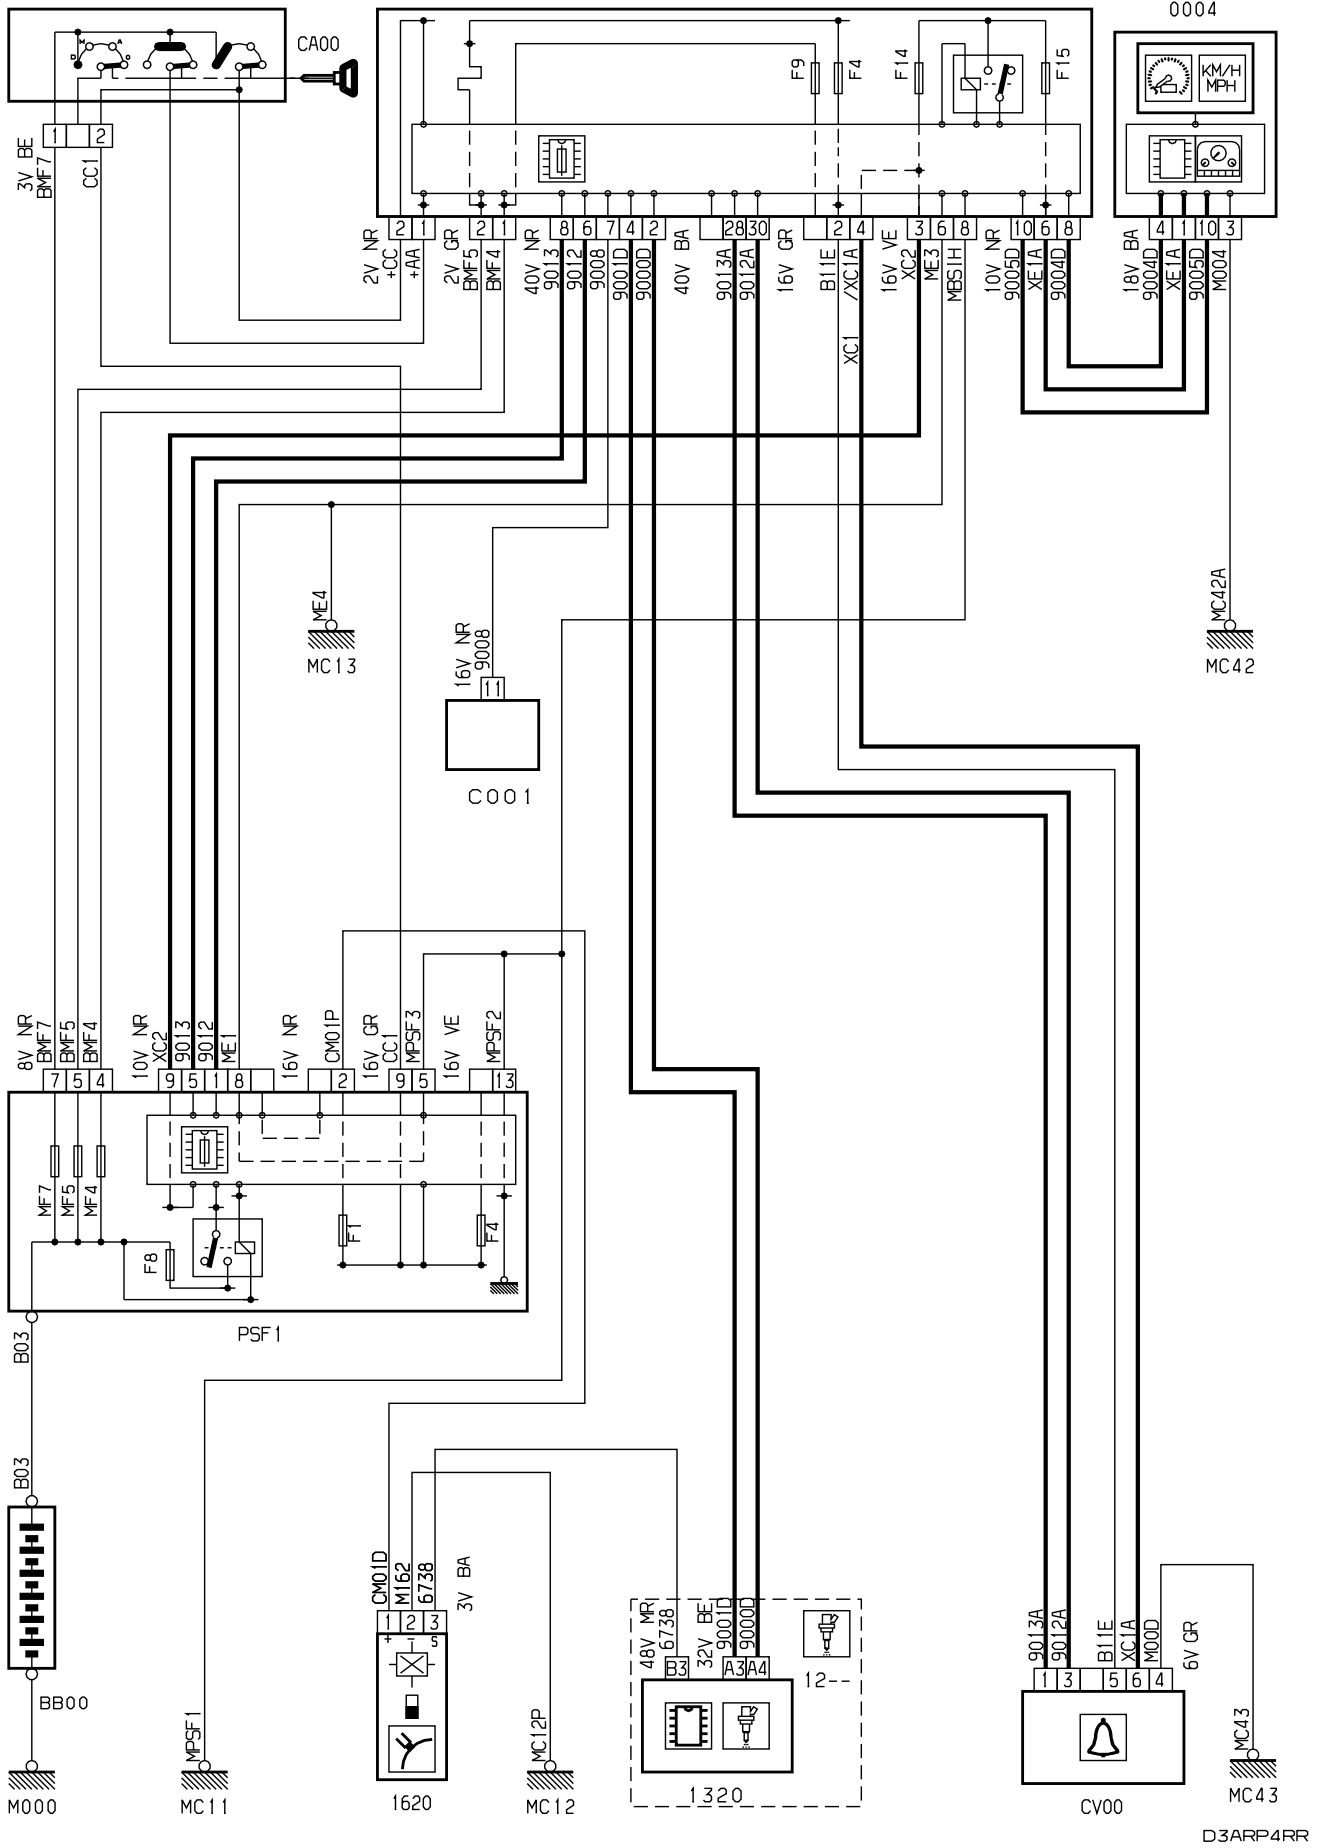 0004
CA00
M A
D O
F9
F4
F14
F15
KM/H
MPH
1 2
3V BE
BMF7
CC1
2 1
2 1
8 6 7 4 2
28 30
2 4
3 6 8
10 6 8
4 1 10 3
2V NR
+CC
+AA
2V GR
BMF5
BMF4
40V NR
9013
9012
9008
9001D
9000D
40V BA
9013A
9012A
16V GR
B11E
/XC1A
XC1
16V VE
XC2
ME3
MBS1H
10V NR
9005D
XE1A
9004D
18V BA
9004D
XE1A
9005D
M004
ME4
MC13
MC42A
MC42
16V NR
9008
11
C001
8V NR
BMF7
BMF5
BMF4
10V NR
XC2
9013
9012
ME1
16V NR
CM01P
16V GR
CC1
MPSF3
16V VE
MPSF2
7 5 4
9 5 1 8
2
9 5
13
MF7
MF5
MF4
F8
F1
F4
PSF1
B03
B03
BB00
M000
MPSF1
MC11
CM01D
M162
6738
3V BA
1 2 3
+ − S
1620
MC12P
MC12
48V MR
6738
32V BE
9001D
9000D
B3 A3 A4
12--
1320
9013A
9012A
B11E
XC1A
M00D
6V GR
1 3 5 6 4
CV00
MC43
MC43
D3ARP4RR